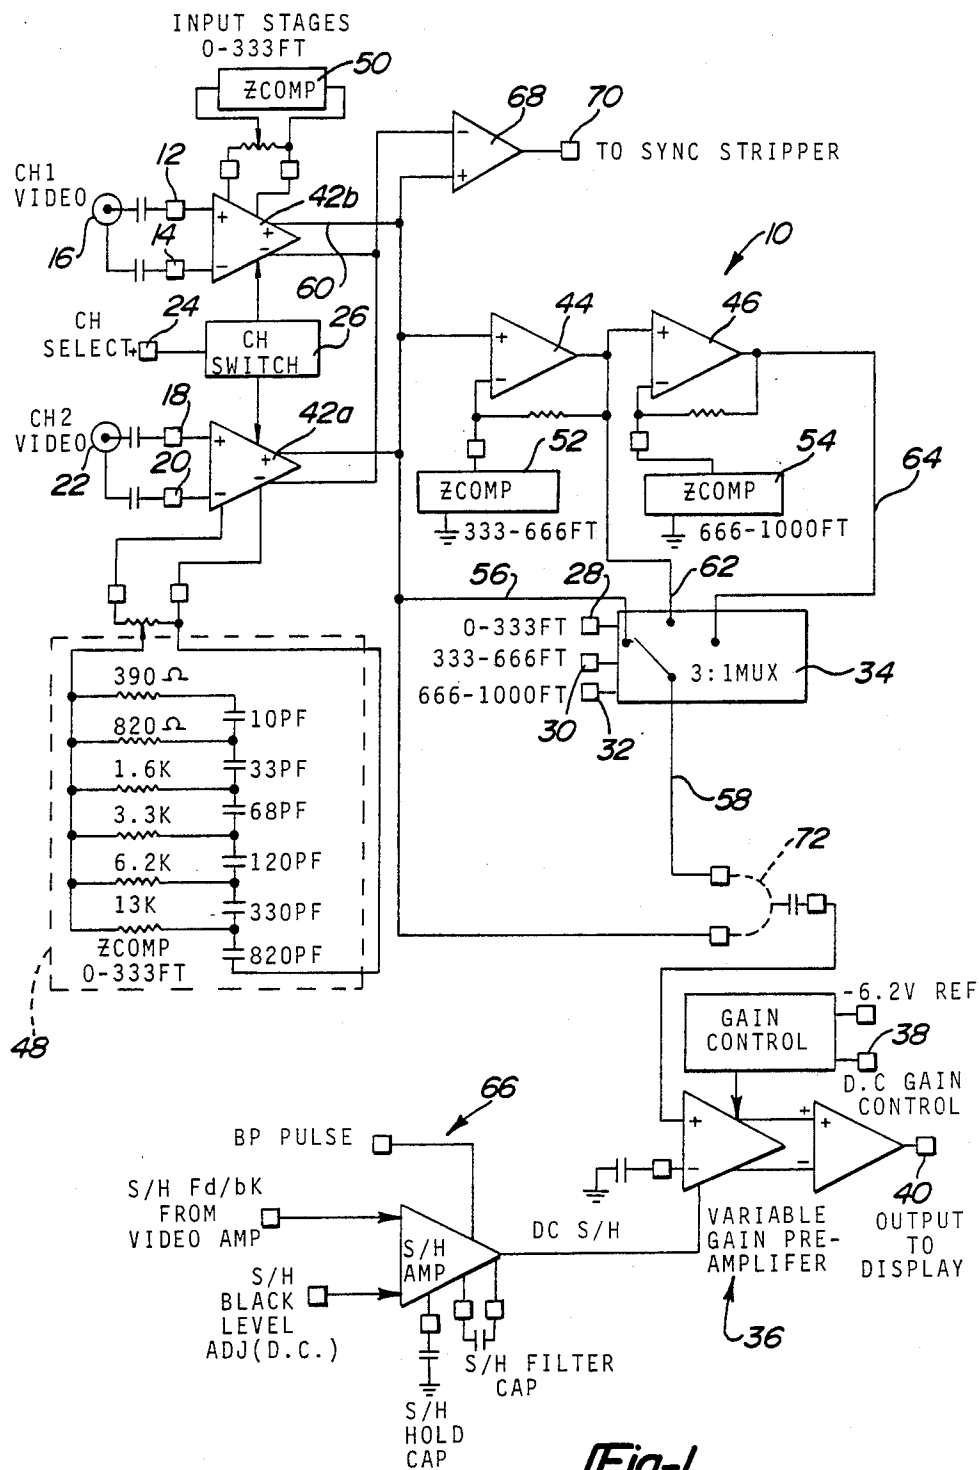 INPUT STAGES
0-333FT
50
ZCOMP
68
70
TO SYNC STRIPPER
CH1
VIDEO
12
42b
16
14
+
-
60
10
CH
SELECT
24
26
CH
SWITCH
44
46
CH2
VIDEO
18
42a
22
20
52
ZCOMP
333-666FT
54
ZCOMP
666-1000FT
64
56
28
62
0-333FT
333-666FT
666-1000FT
30
32
3:1MUX
34
58
72
390 Ω
10PF
820 Ω
33PF
1.6K
68PF
3.3K
120PF
6.2K
330PF
13K
820PF
ZCOMP
0-333FT
48
-6.2V REF
GAIN
CONTROL
38
D.C GAIN
CONTROL
66
BP PULSE
S/H Fd/bK
FROM
VIDEO AMP
S/H
AMP
DC S/H
S/H
BLACK
LEVEL
ADJ(D.C.)
S/H FILTER
CAP
S/H
HOLD
CAP
VARIABLE
GAIN PRE-
AMPLIFER
36
40
OUTPUT
TO
DISPLAY
Fig-1